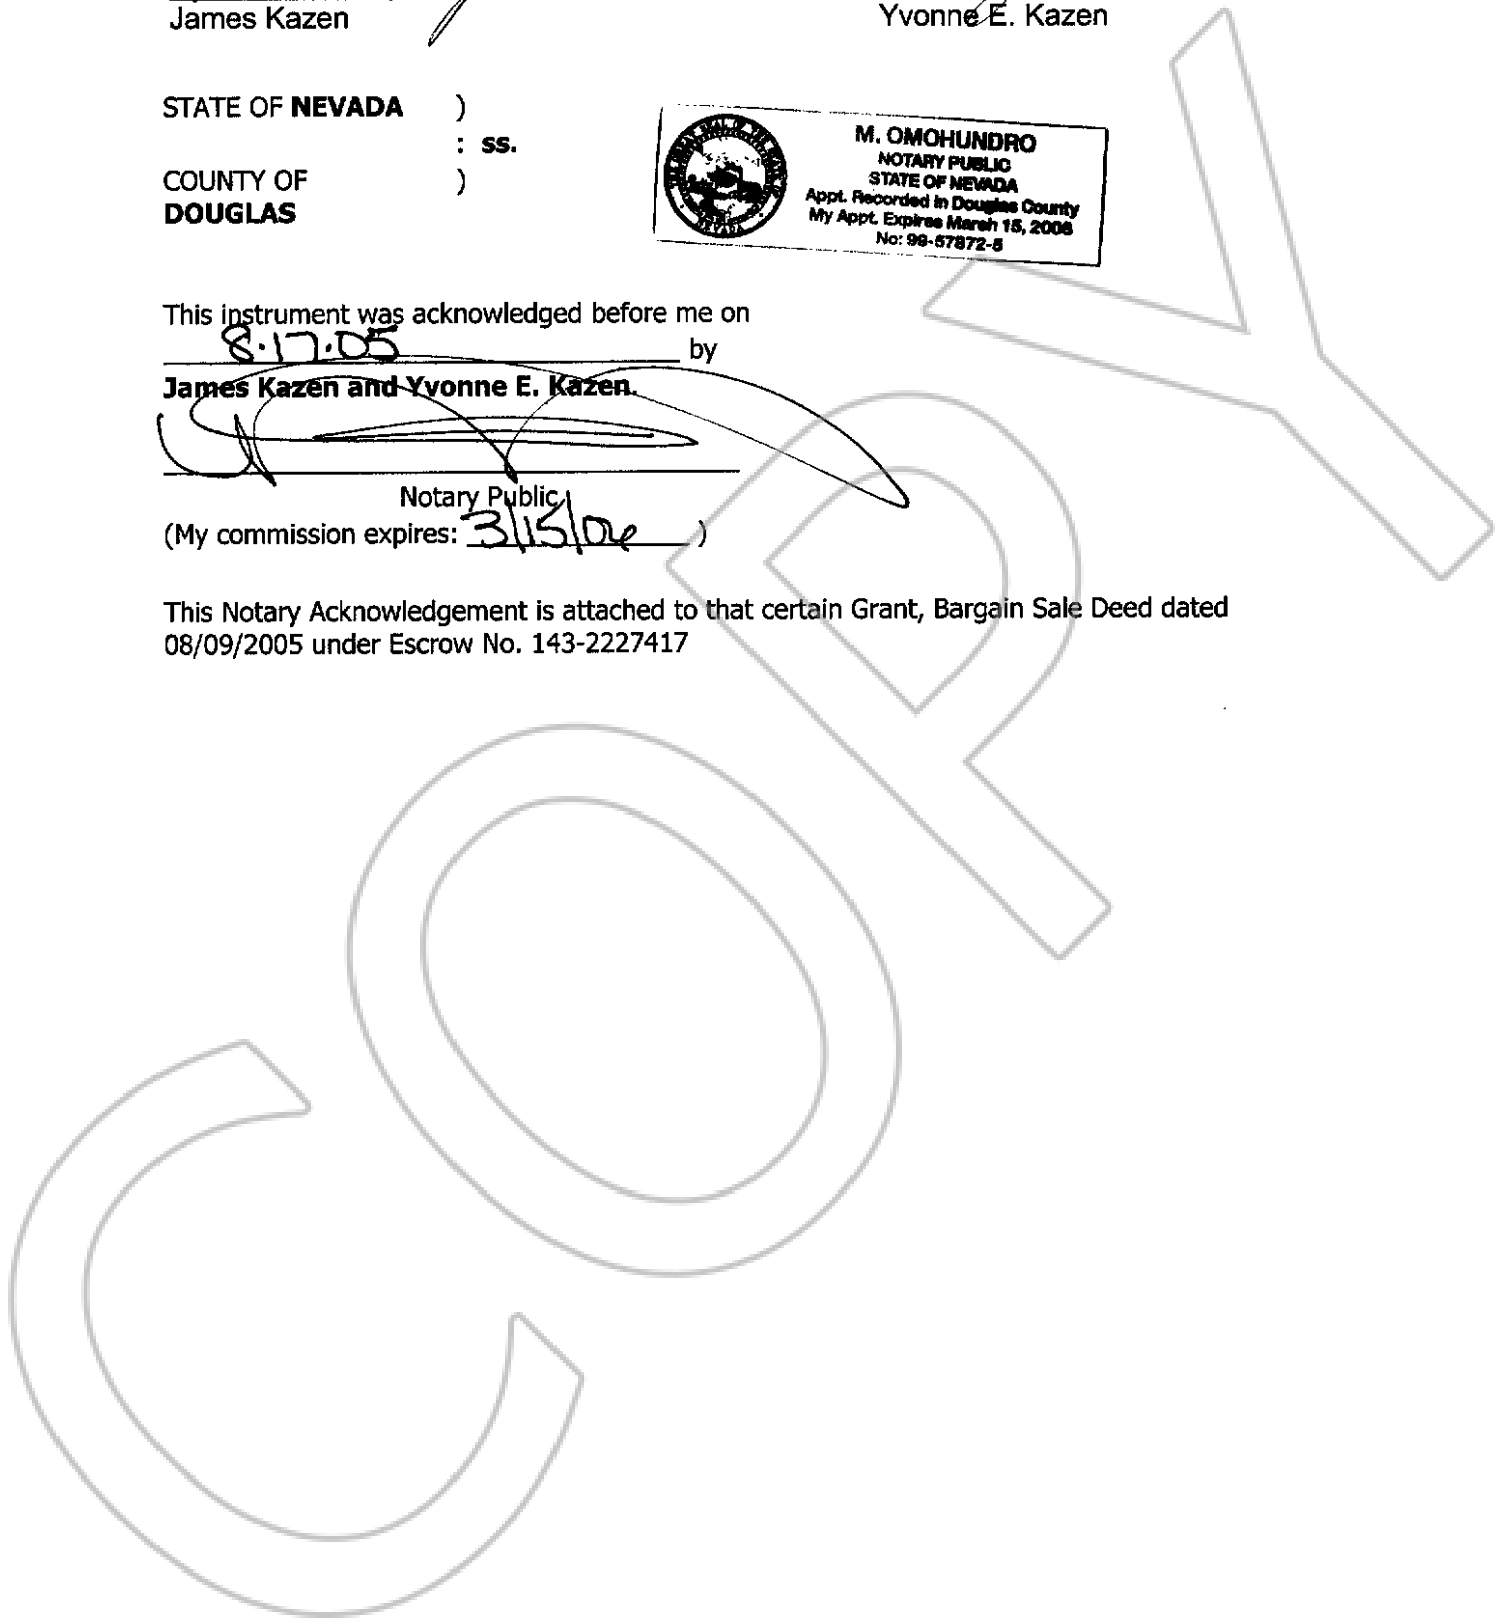 James Kazen
Yvonne E. Kazen
STATE OF NEVADA )
: ss.
COUNTY OF )
DOUGLAS
M. OMOHUNDRO
NOTARY PUBLIC
STATE OF NEVADA
Appt. Recorded in Douglas County
My Appt. Expires March 15, 2006
No: 99-57872-5
This instrument was acknowledged before me on
8.17.05 by
James Kazen and Yvonne E. Kazen.
Notary Public
(My commission expires: 3/15/06 )
This Notary Acknowledgement is attached to that certain Grant, Bargain Sale Deed dated
08/09/2005 under Escrow No. 143-2227417
COPY